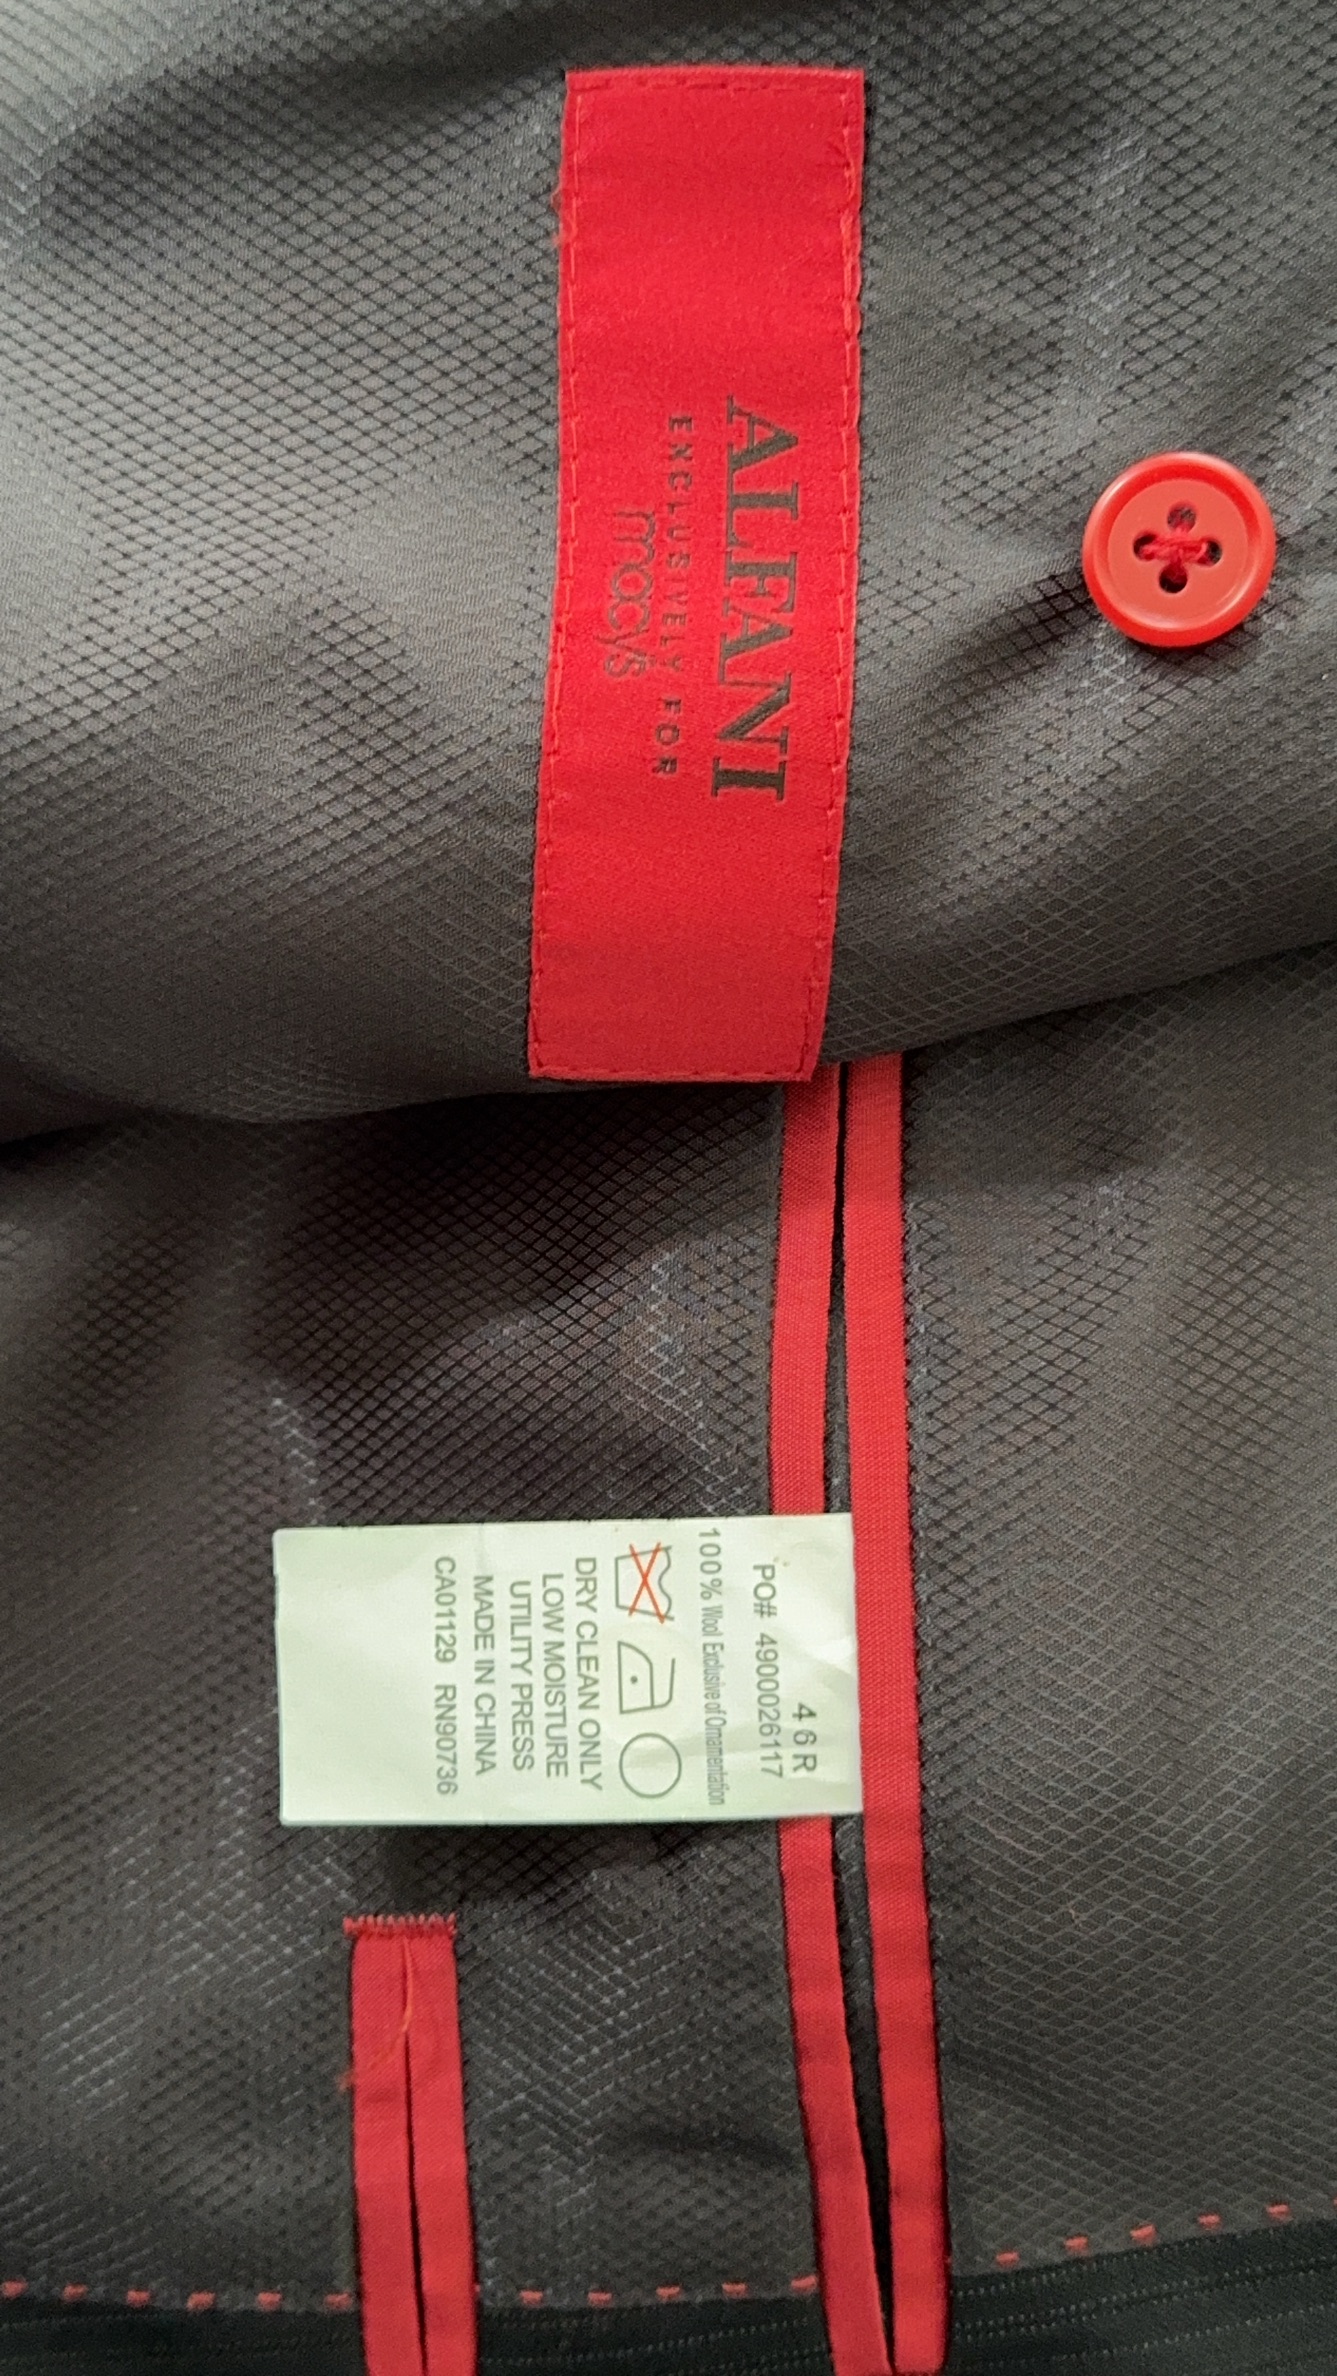 ALFANI
EXCLUSIVELY FOR
macy's
46R
PO# 4900026117
100% Wool Exclusive of Ornamentation
DRY CLEAN ONLY
LOW MOISTURE
UTILITY PRESS
MADE IN CHINA
CA01129 RN90736